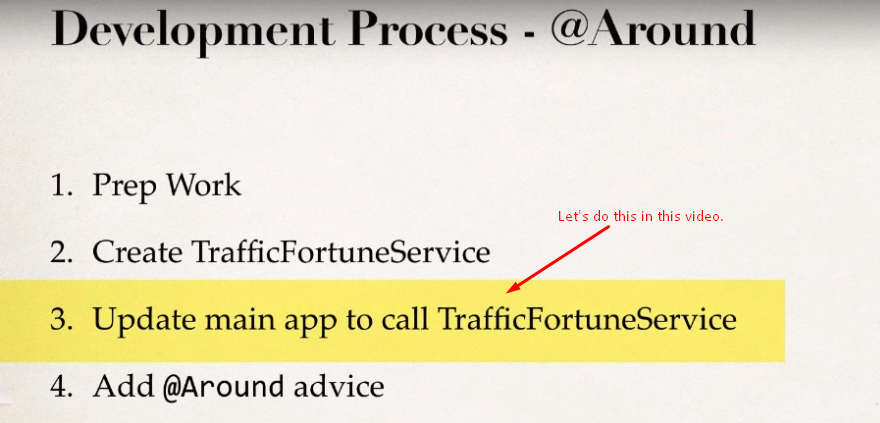 Development Process - @Around
1. Prep Work
Let's do this in this video.
2. Create TrafficFortuneService
3. Update main app to call TrafficFortuneService
4. Add @Around advice